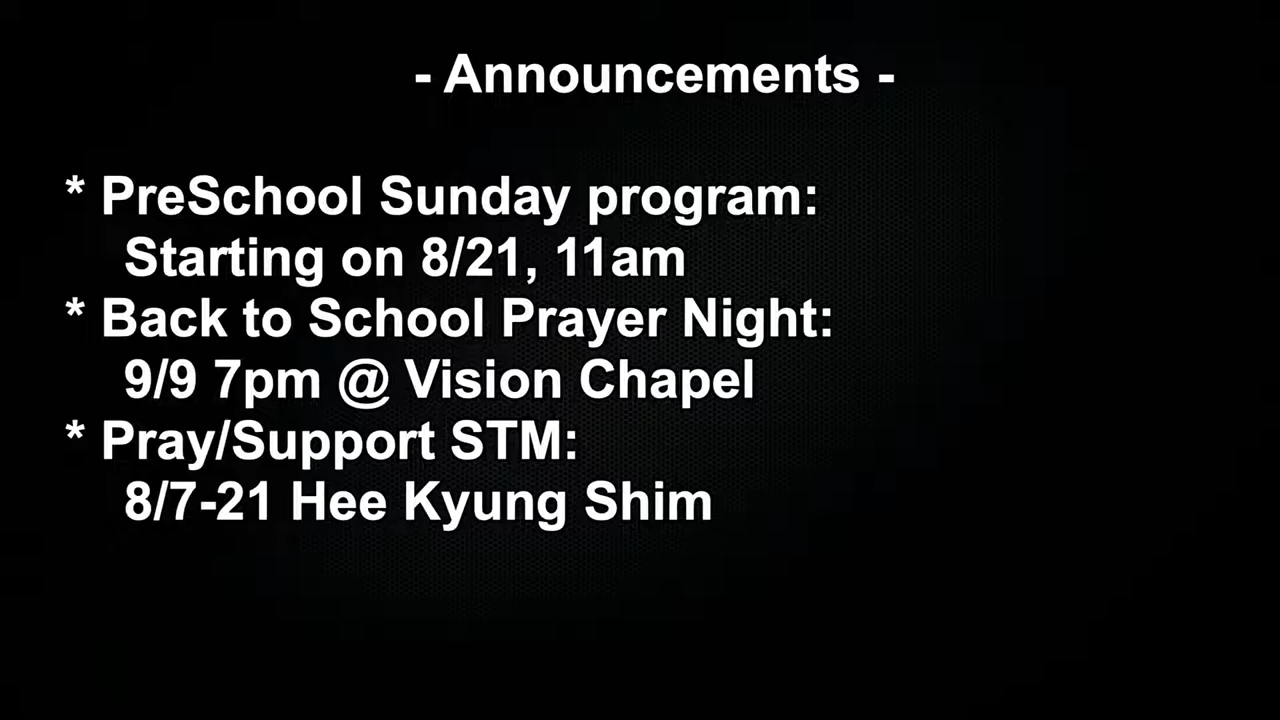 - Announcements -
* PreSchool Sunday program:
Starting on 8/21, 11am
* Back to School Prayer Night:
9/9 7pm @ Vision Chapel
* Pray/Support STM:
8/7-21 Hee Kyung Shim